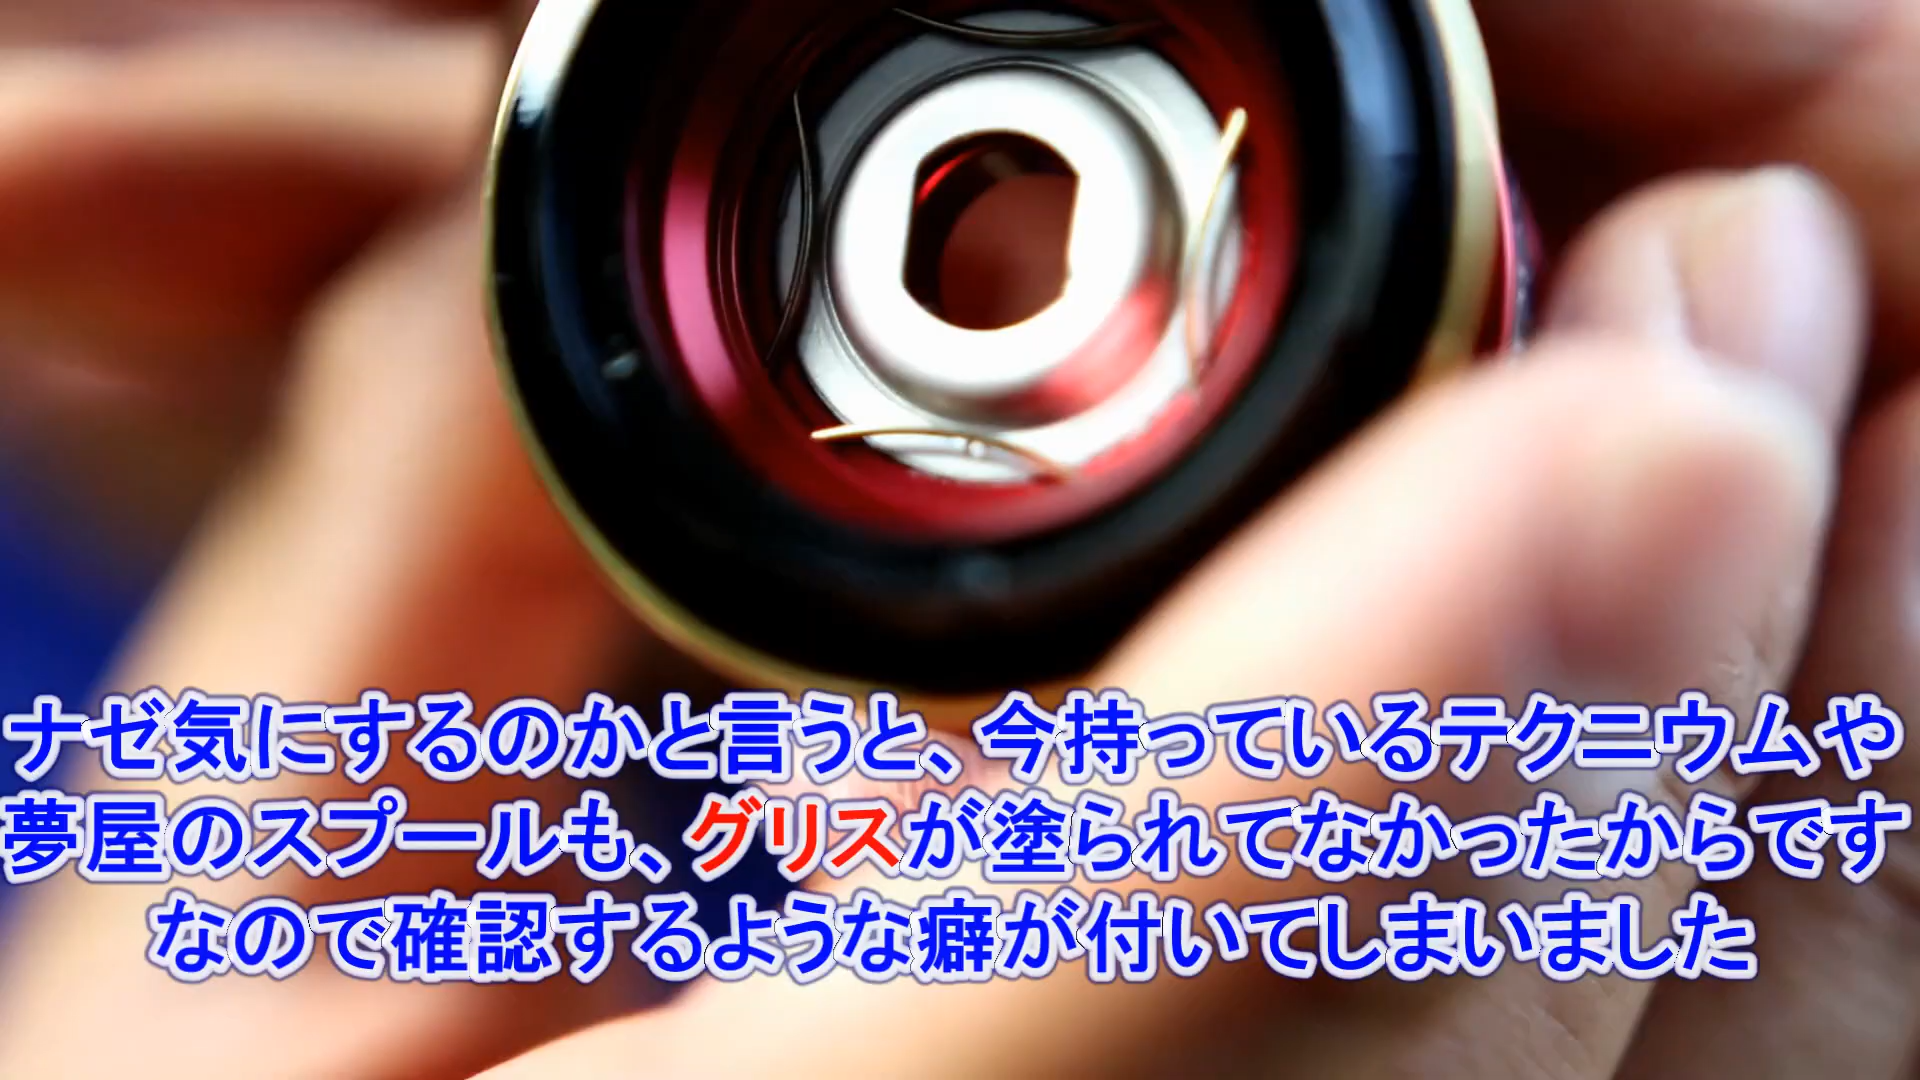 ナゼ気にするのかと言うと、今持っているテクニウムや
夢屋のスプールも、グリスが塗られてなかったからです
なので確認するような癖が付いてしまいました